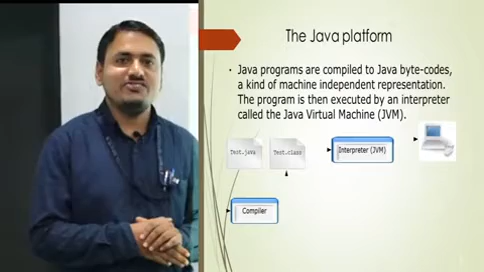 The Java platform
• Java programs are compiled to Java byte-codes,
a kind of machine independent representation.
The program is then executed by an interpreter
called the Java Virtual Machine (JVM).
Test.java
Test.class
Interpreter (JVM)
Compiler